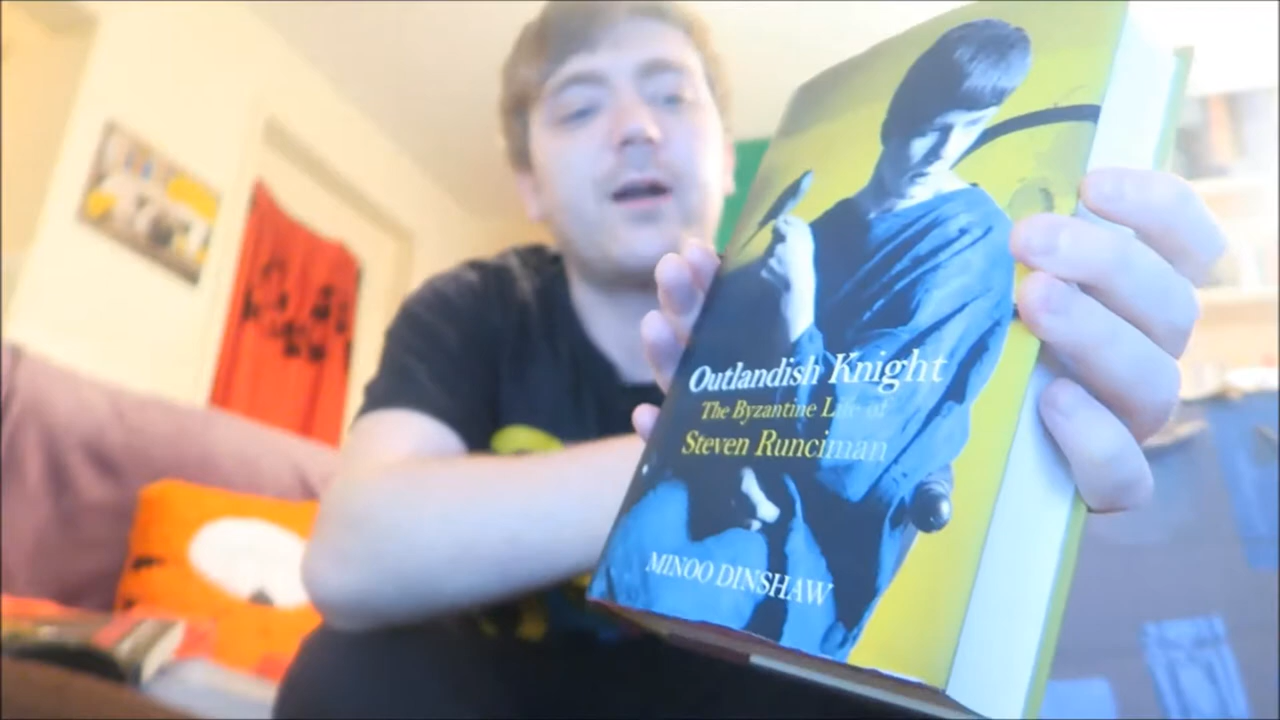 Outlandish Knight
The Byzantine Life of
Steven Runciman
MINOO DINSHAW